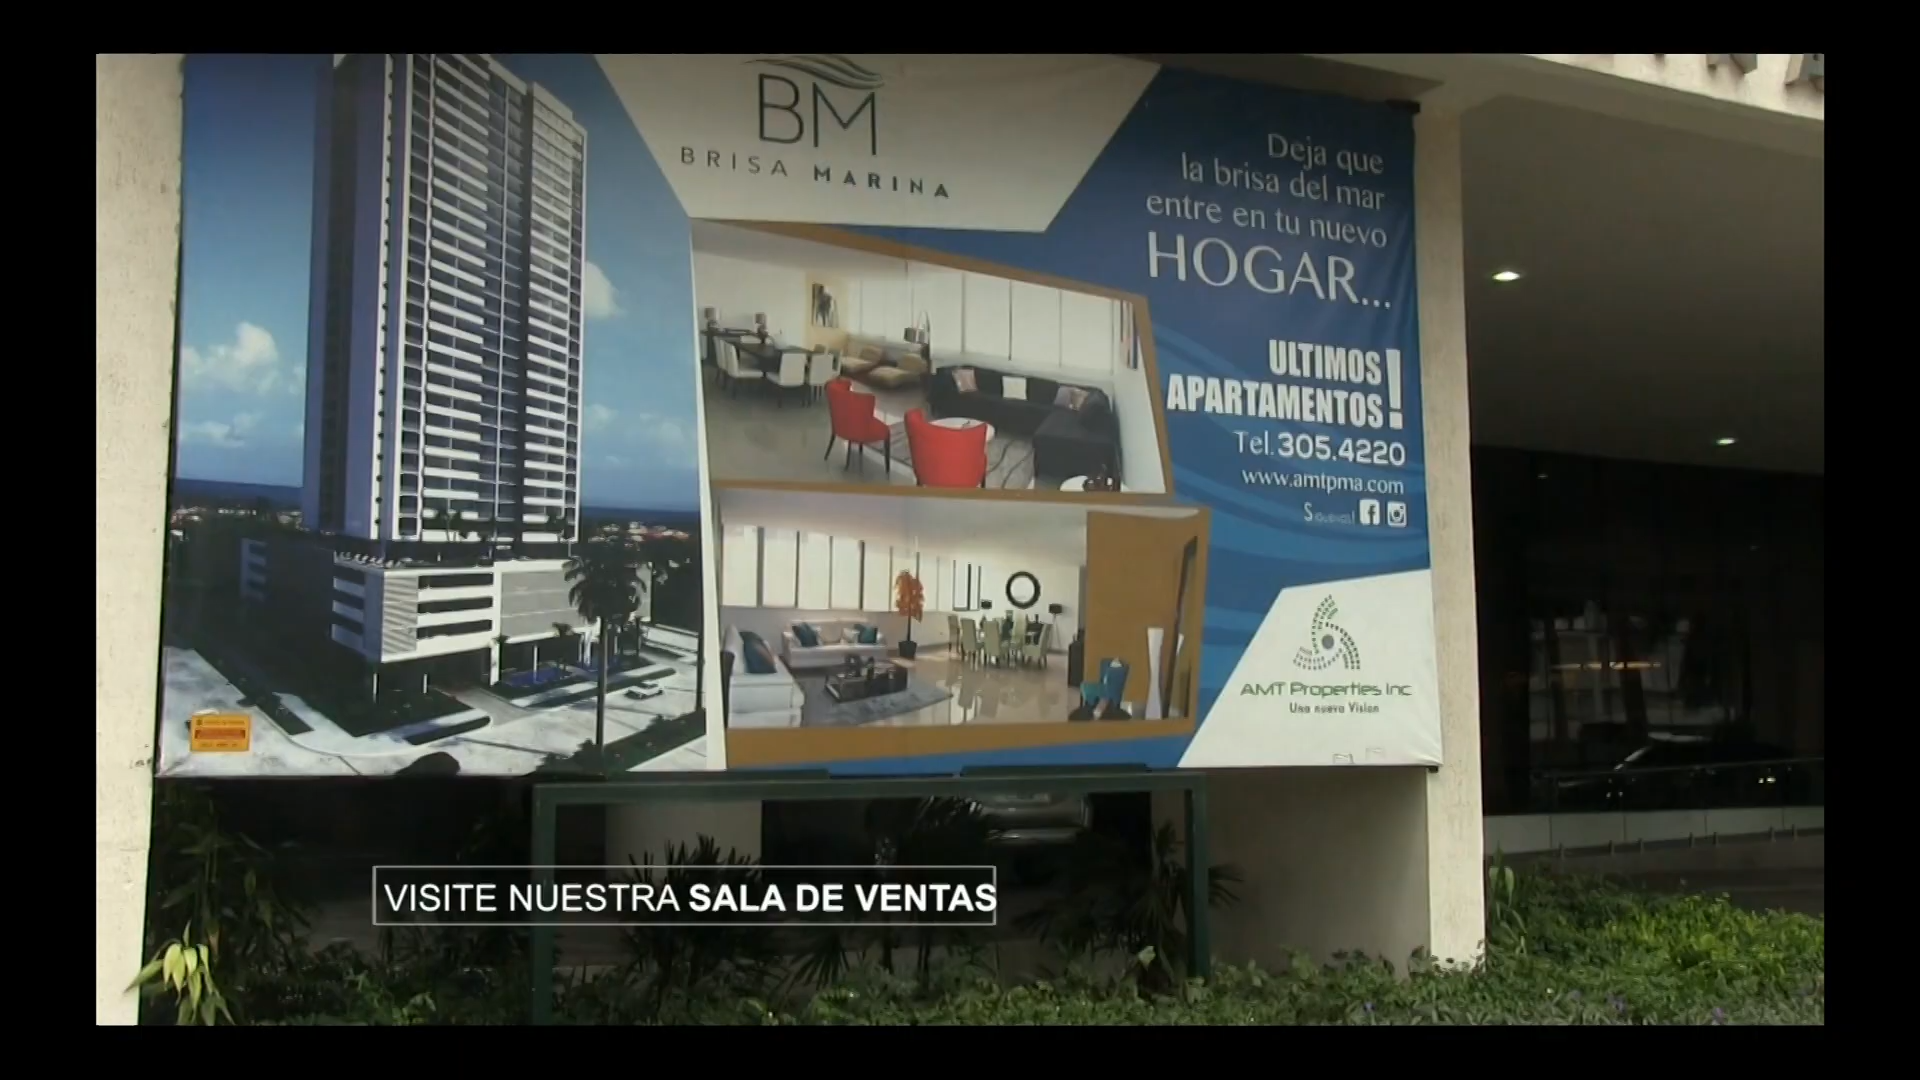 BM
BRISA MARINA
Deja que
la brisa del mar
entre en tu nuevo
HOGAR...
ULTIMOS
APARTAMENTOS!
Tel. 305.4220
www.amtpma.com
AMT Properties Inc
Una nueva Vision
VISITE NUESTRA SALA DE VENTAS